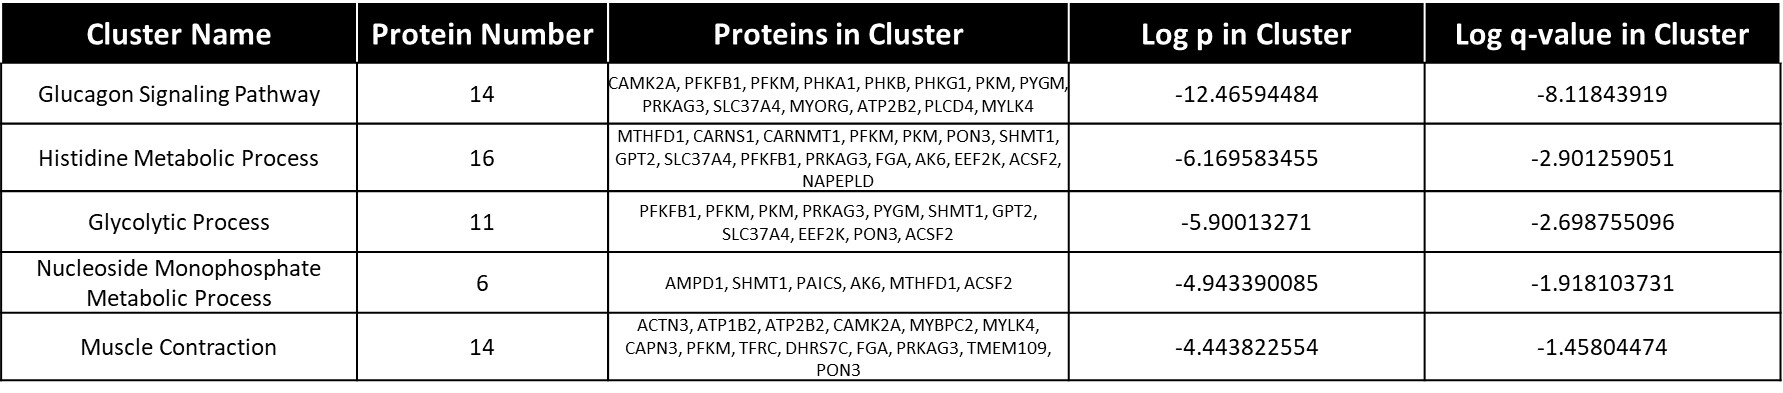 Cluster Name Protein Number Proteins in Cluster Log p in Cluster Log q-value in Cluster
Glucagon Signaling Pathway 14 CAMK2A, PFKFB1, PFKM, PHKA1, PHKB, PHKG1, PKM, PYGM, -12.46594484 -8.11843919
PRKAG3, SLC37A4, MYORG, ATP2B2, PLCD4, MYLK4
MTHFD1, CARNS1, CARNMT1, PFKM, PKM, PON3, SHMT1,
Histidine Metabolic Process 16 GPT2, SLC37A4, PFKFB1, PRKAG3, FGA, AK6, EEF2K, ACSF2, -6.169583455 -2.901259051
NAPEPLD
Glycolytic Process 11 PFKFB1, PFKM, PKM, PRKAG3, PYGM, SHMT1, GPT2, -5.90013271 -2.698755096
SLC37A4, EEF2K, PON3, ACSF2
Nucleoside Monophosphate
Metabolic Process 6 AMPD1, SHMT1, PAICS, AK6, MTHFD1, ACSF2 -4.943390085 -1.918103731
ACTN3, ATP1B2, ATP2B2, CAMK2A, MYBPC2, MYLK4,
Muscle Contraction 14 CAPN3, PFKM, TFRC, DHRS7C, FGA, PRKAG3, TMEM109, -4.443822554 -1.45804474
PON3